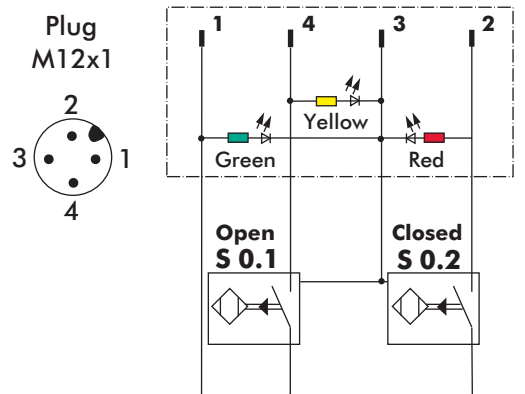 Plug
M12x1
2
3 1
4
1 4 3 2
Yellow
Green Red
Open Closed
S 0.1 S 0.2